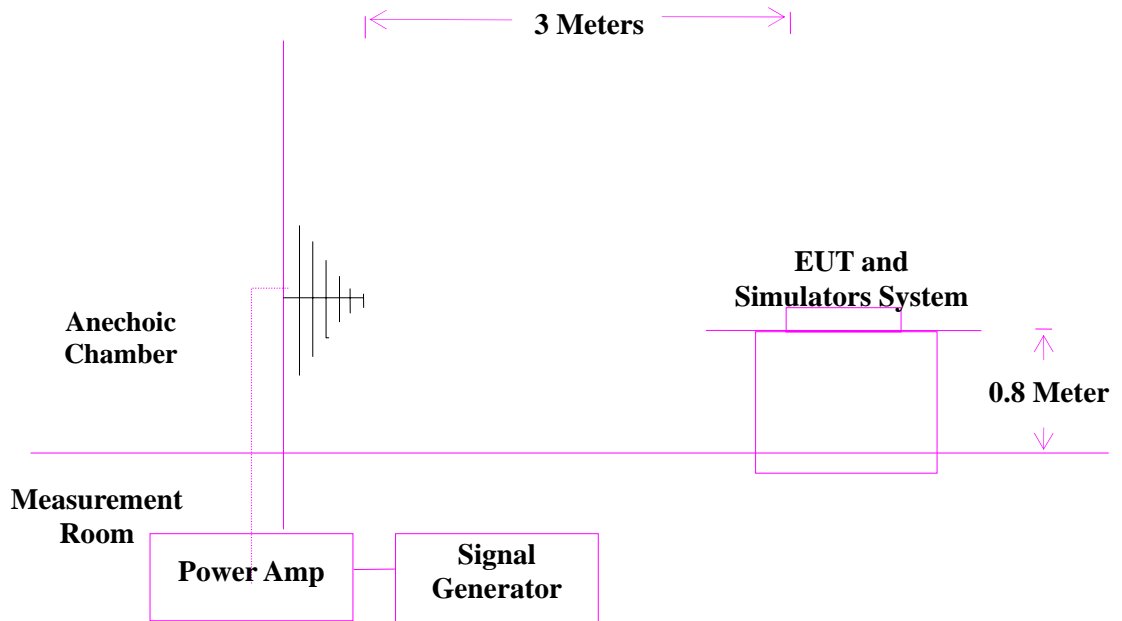 3 Meters
EUT and
Simulators System
Anechoic
Chamber
0.8 Meter
Measurement
Room
Power Amp
Signal
Generator